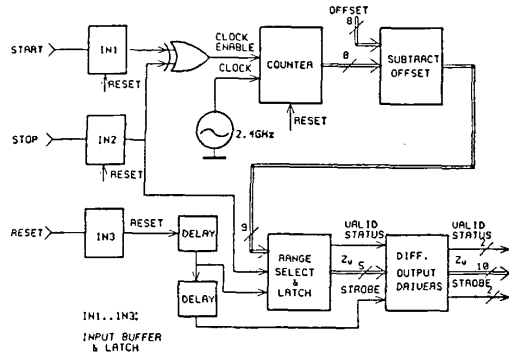 OFFSET
8
START
IN1
CLOCK
ENABLE
CLOCK
COUNTER
8
SUBTRACT
OFFSET
RESET
RESET
2.4GHz
STOP
IN2
RESET
9
VALID
STATUS
VALID
STATUS
2
RESET
IN3
RESET
DELAY
RANGE
SELECT
&
LATCH
Zv
5
DIFF.
OUTPUT
DRIVERS
Zv
10
STROBE
STROBE
2
DELAY
IN1..IN3:
INPUT BUFFER
& LATCH